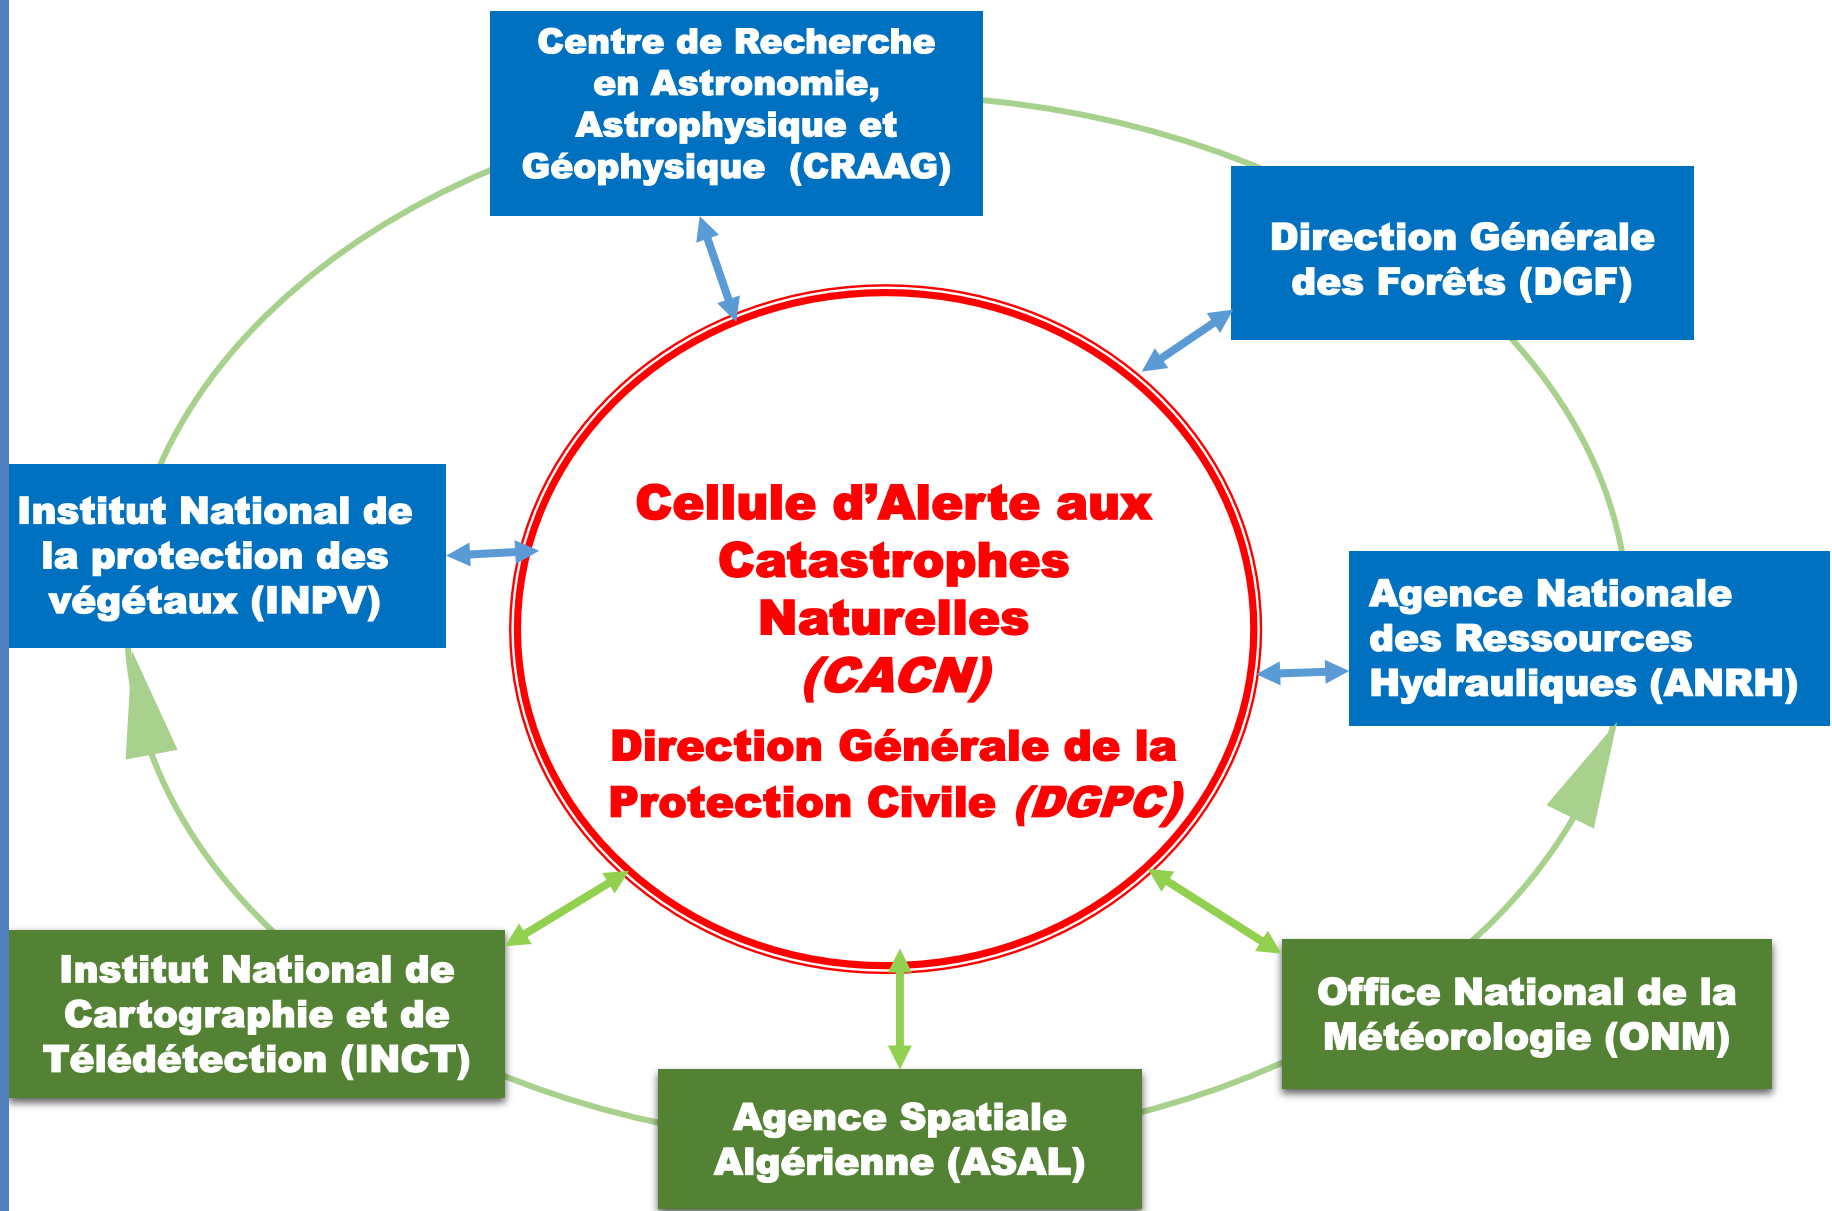 Centre de Recherche
en Astronomie,
Astrophysique et
Géophysique (CRAAG)
Direction Générale
des Forêts (DGF)
Institut National de
la protection des
végétaux (INPV)
Cellule d’Alerte aux
Catastrophes
Naturelles
(CACN)
Direction Générale de la
Protection Civile (DGPC)
Agence Nationale
des Ressources
Hydrauliques (ANRH)
Institut National de
Cartographie et de
Télédétection (INCT)
Agence Spatiale
Algérienne (ASAL)
Office National de la
Météorologie (ONM)